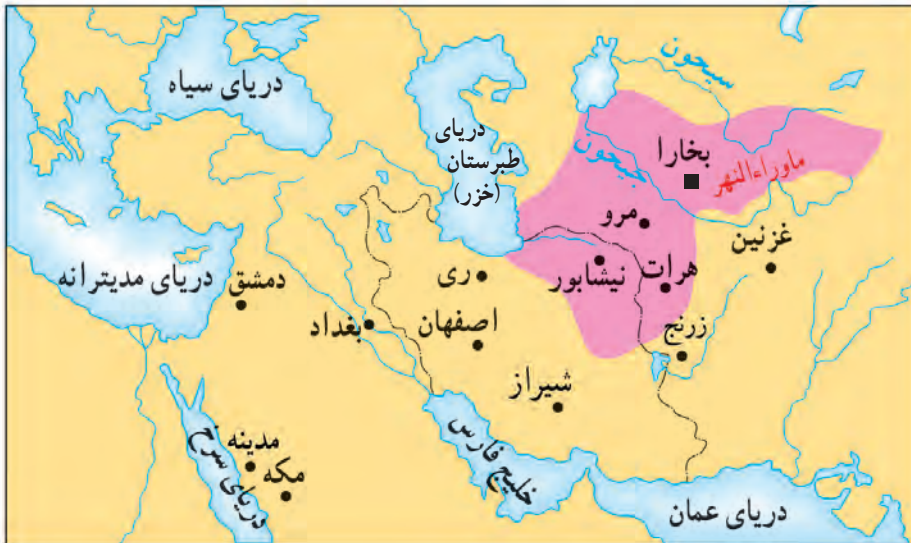 دریای سیاه
دریای
طبرستان
(خزر)
سیحون
جیحون
بخارا
ماوراءالنهر
مرو
غزنین
هرات
نیشابور
ری
دمشق
دریای مدیترانه
بغداد
اصفهان
زرنج
شیراز
مدینه
مکه
دریای سرخ
خلیج فارس
دریای عمان